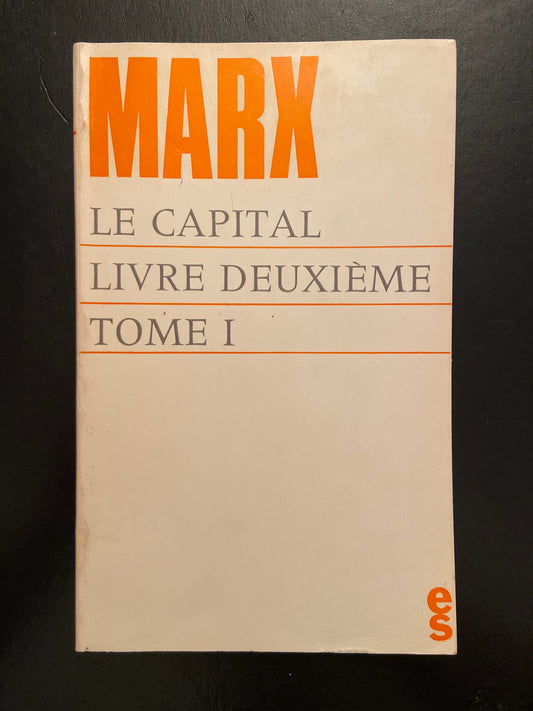 MARX
LE CAPITAL
LIVRE DEUXIÈME
TOME I
es